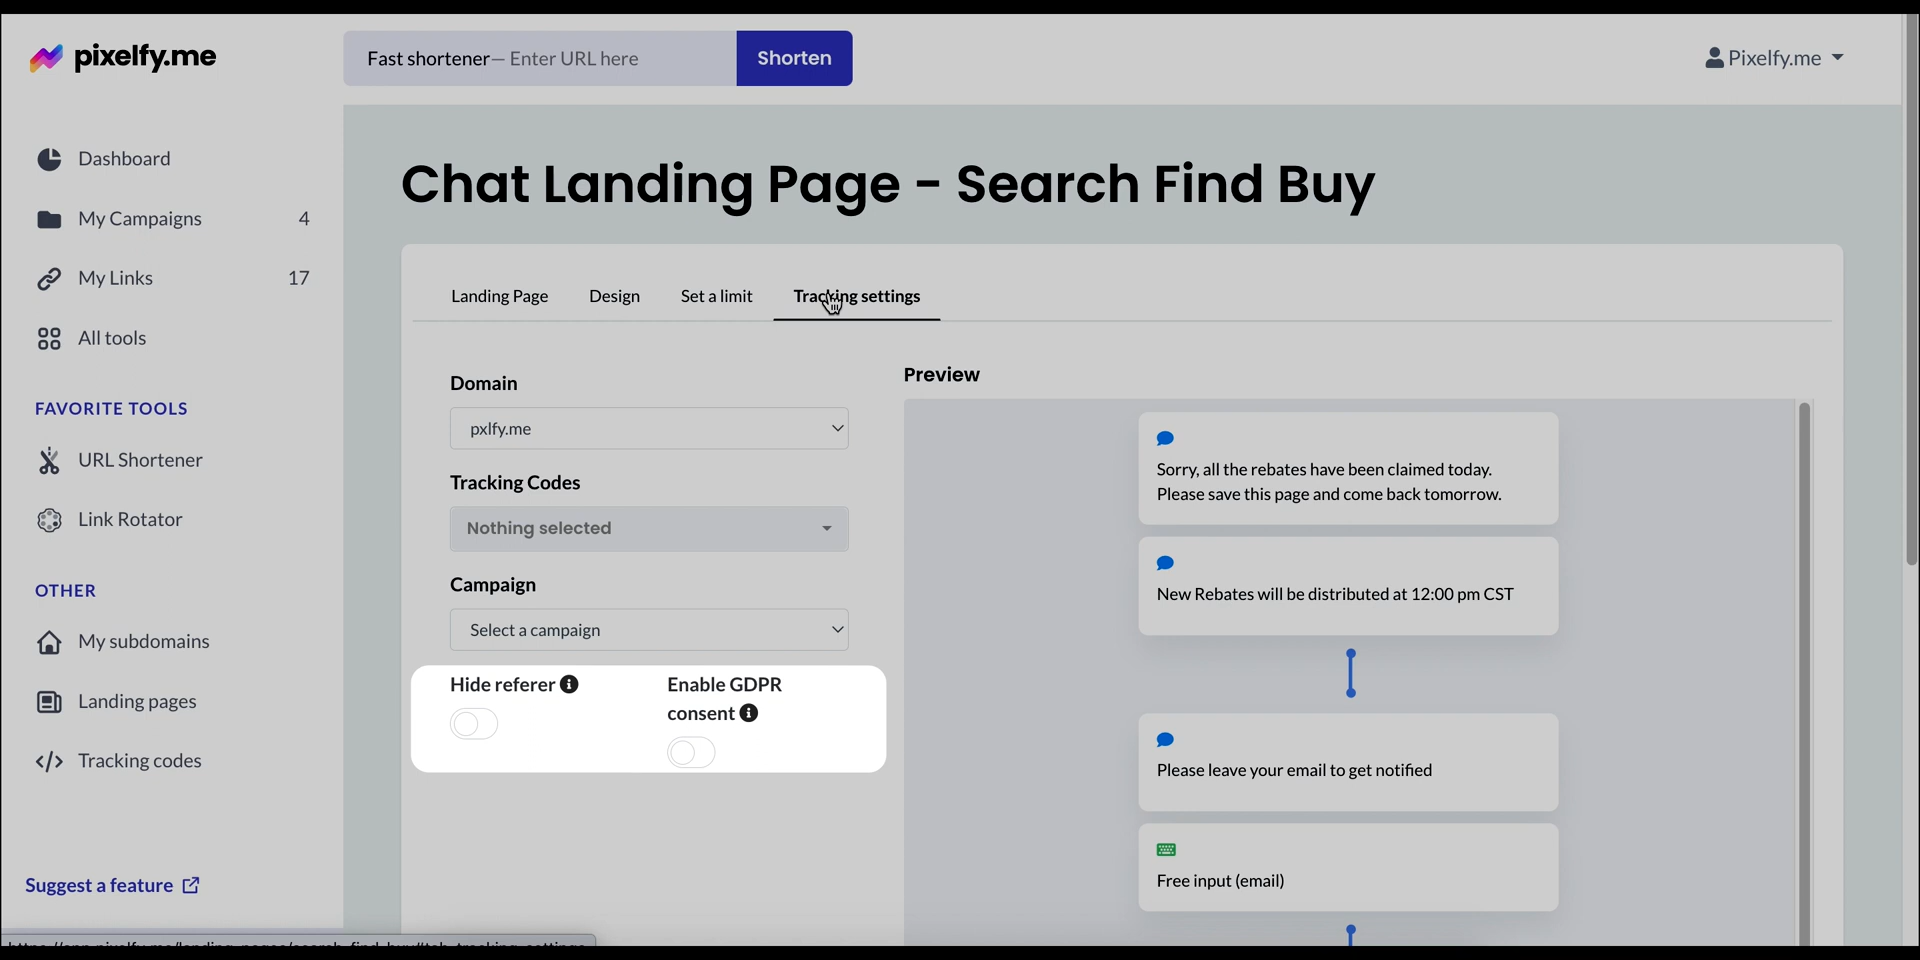 pixelfy.me
Fast shortener— Enter URL here
Shorten
Pixelfy.me
Dashboard
My Campaigns 4
My Links 17
All tools
FAVORITE TOOLS
URL Shortener
Link Rotator
OTHER
My subdomains
Landing pages
Tracking codes
Suggest a feature
Chat Landing Page - Search Find Buy
Landing Page Design Set a limit Tracking settings
Domain
pxlfy.me
Tracking Codes
Nothing selected
Campaign
Select a campaign
Hide referer
Enable GDPR
consent
Preview
Sorry, all the rebates have been claimed today.
Please save this page and come back tomorrow.
New Rebates will be distributed at 12:00 pm CST
Please leave your email to get notified
Free input (email)